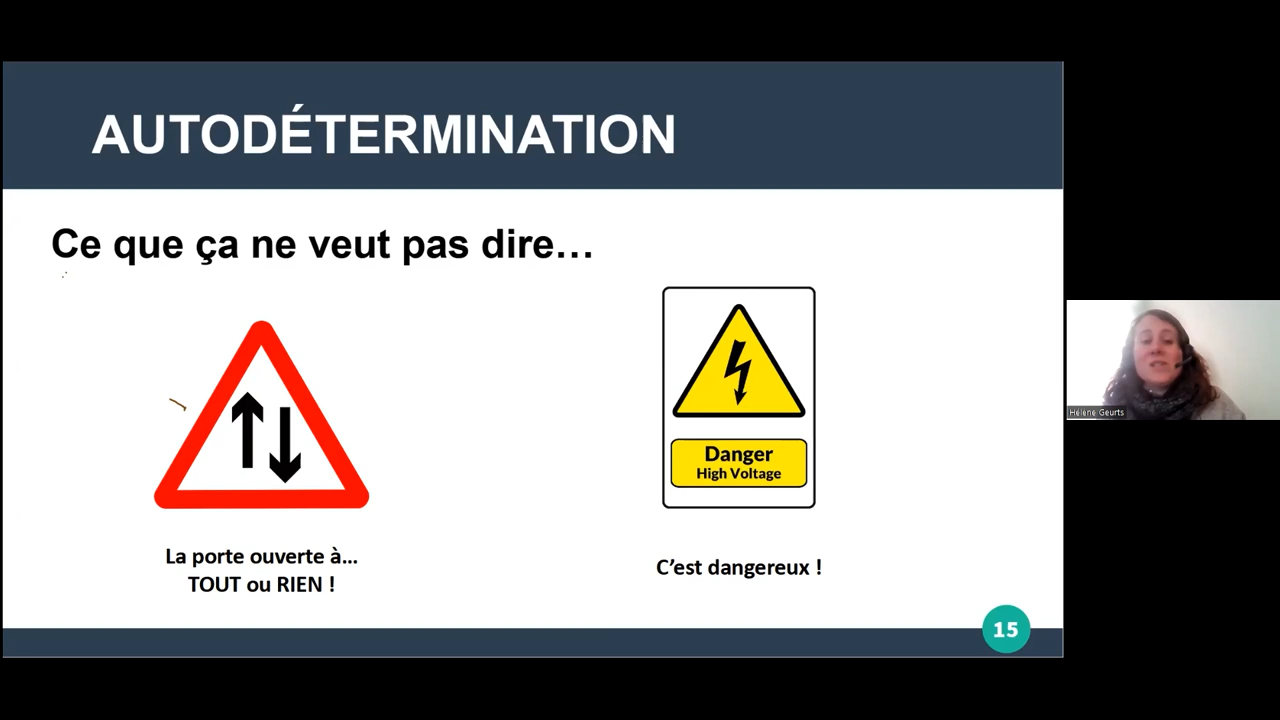 AUTODÉTERMINATION
Ce que ça ne veut pas dire…
Danger
High Voltage
La porte ouverte à…
TOUT ou RIEN !
C’est dangereux !
15
Hélène Geurts